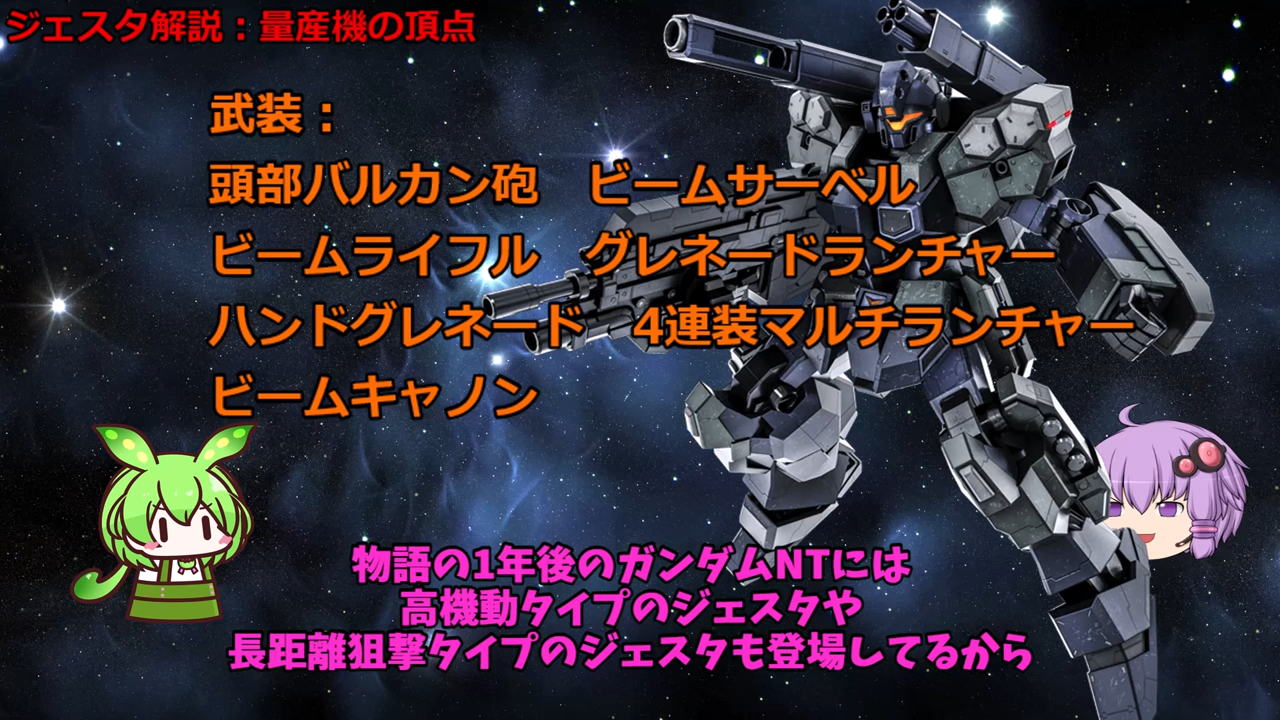 ジェスタ解説：量産機の頂点
武装：
頭部バルカン砲　ビームサーベル
ビームライフル　グレネードランチャー
ハンドグレネード　4連装マルチランチャー
ビームキャノン
物語の1年後のガンダムNTには
高機動タイプのジェスタや
長距離狙撃タイプのジェスタも登場してるから